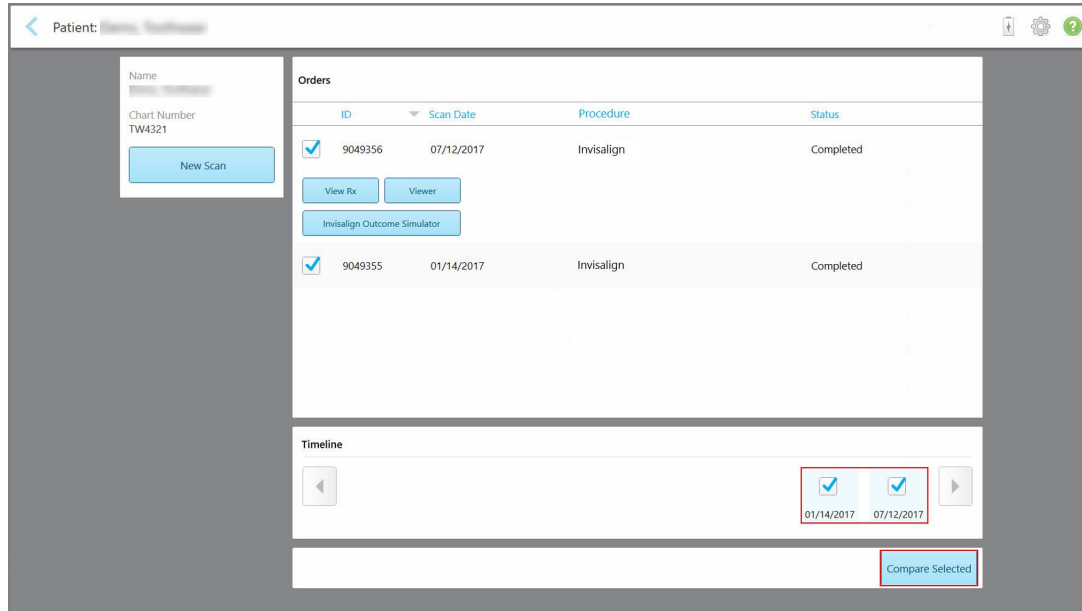 Patient:
?
Name
Chart Number
TW4321
New Scan
Orders
ID Scan Date Procedure Status
9049356 07/12/2017 Invisalign Completed
View Rx Viewer
Invisalign Outcome Simulator
9049355 01/14/2017 Invisalign Completed
Timeline
01/14/2017 07/12/2017
Compare Selected